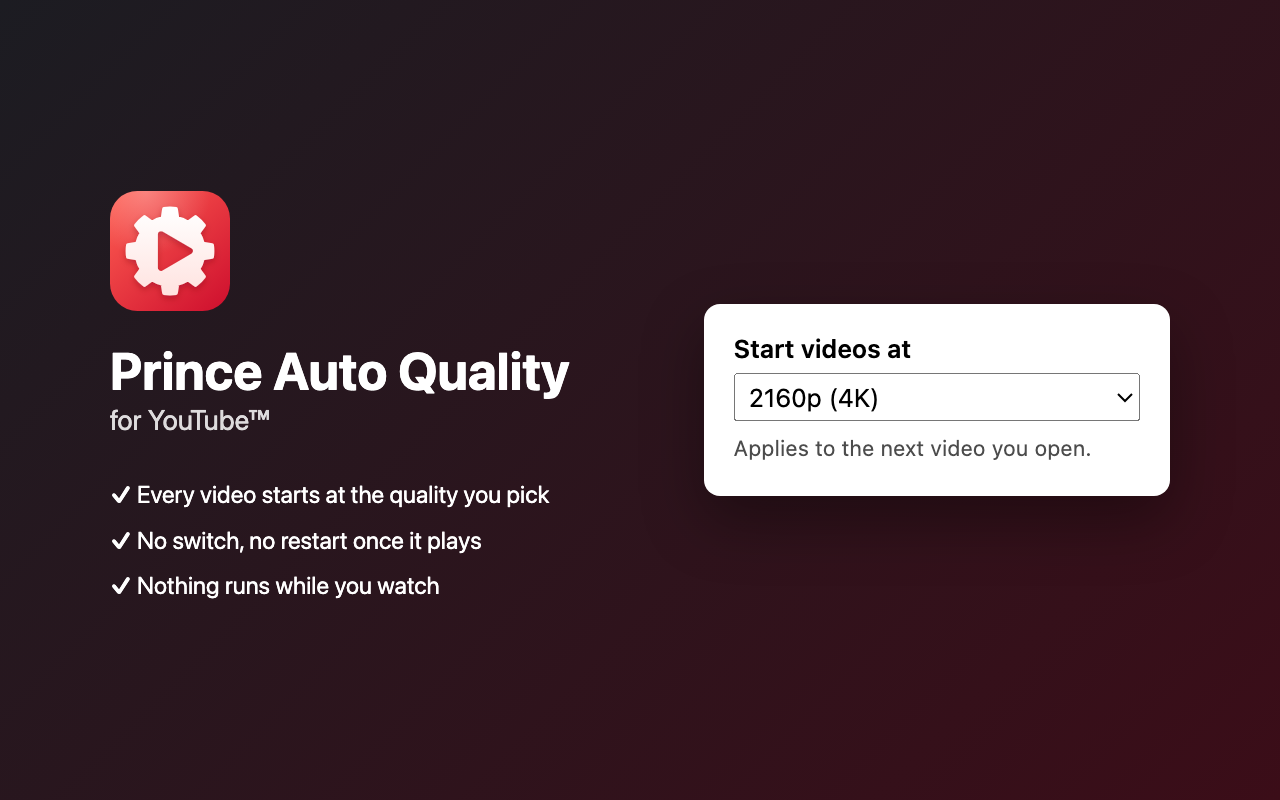 Prince Auto Quality
for YouTube™
✔ Every video starts at the quality you pick
✔ No switch, no restart once it plays
✔ Nothing runs while you watch
Start videos at
2160p (4K)
Applies to the next video you open.